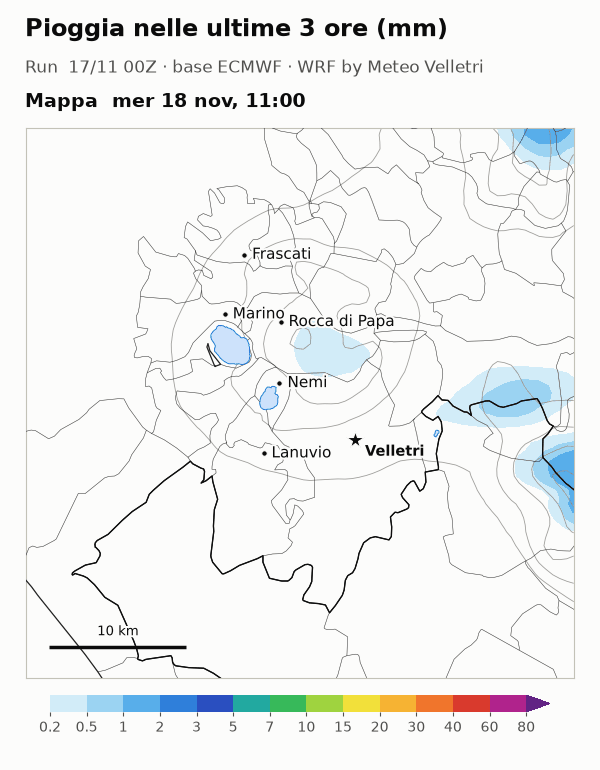 Pioggia nelle ultime 3 ore (mm)
Run  17/11 00Z · base ECMWF · WRF by Meteo Velletri
Mappa  mer 18 nov, 11:00
Frascati
Marino
Rocca di Papa
Nemi
Velletri
Lanuvio
10 km
0.2 0.5 1 2 3 5 7 10 15 20 30 40 60 80